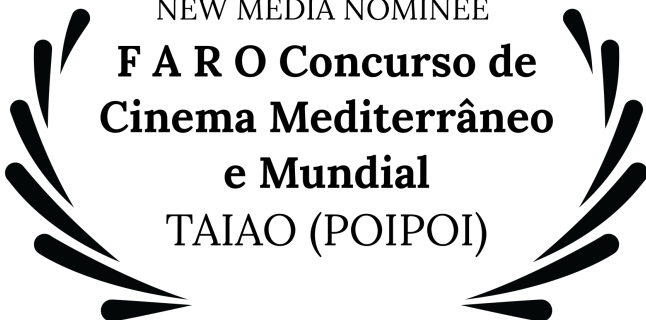 NEW MEDIA NOMINEE
F A R O Concurso de
Cinema Mediterrâneo
e Mundial
TAIAO (POIPOI)